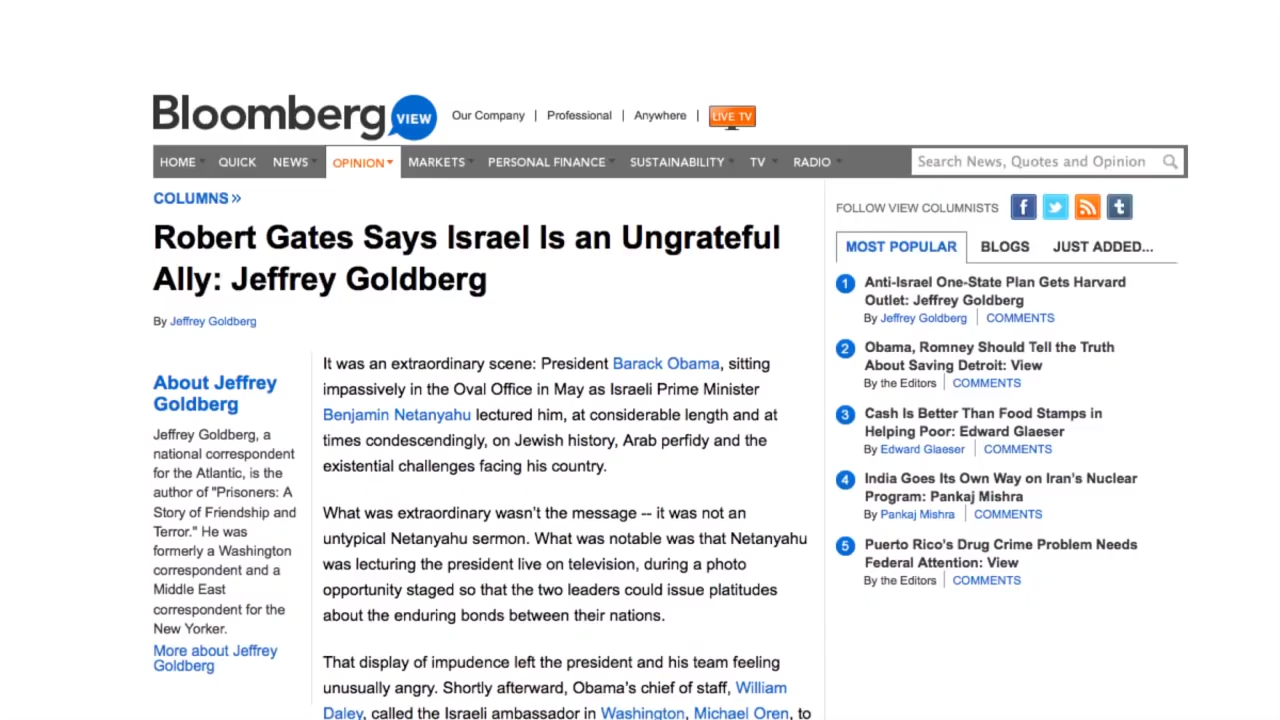 Bloomberg VIEW
Our Company | Professional | Anywhere | LIVE TV
HOME QUICK NEWS OPINION MARKETS PERSONAL FINANCE SUSTAINABILITY TV RADIO Search News, Quotes and Opinion
COLUMNS »
Robert Gates Says Israel Is an Ungrateful
Ally: Jeffrey Goldberg
By Jeffrey Goldberg
About Jeffrey
Goldberg
Jeffrey Goldberg, a
national correspondent
for the Atlantic, is the
author of "Prisoners: A
Story of Friendship and
Terror." He was
formerly a Washington
correspondent and a
Middle East
correspondent for the
New Yorker.
More about Jeffrey
Goldberg
It was an extraordinary scene: President Barack Obama, sitting
impassively in the Oval Office in May as Israeli Prime Minister
Benjamin Netanyahu lectured him, at considerable length and at
times condescendingly, on Jewish history, Arab perfidy and the
existential challenges facing his country.
What was extraordinary wasn't the message -- it was not an
untypical Netanyahu sermon. What was notable was that Netanyahu
was lecturing the president live on television, during a photo
opportunity staged so that the two leaders could issue platitudes
about the enduring bonds between their nations.
That display of impudence left the president and his team feeling
unusually angry. Shortly afterward, Obama's chief of staff, William
Daley, called the Israeli ambassador in Washington, Michael Oren, to
FOLLOW VIEW COLUMNISTS
MOST POPULAR BLOGS JUST ADDED...
1 Anti-Israel One-State Plan Gets Harvard
Outlet: Jeffrey Goldberg
By Jeffrey Goldberg | COMMENTS
2 Obama, Romney Should Tell the Truth
About Saving Detroit: View
By the Editors | COMMENTS
3 Cash Is Better Than Food Stamps in
Helping Poor: Edward Glaeser
By Edward Glaeser | COMMENTS
4 India Goes Its Own Way on Iran's Nuclear
Program: Pankaj Mishra
By Pankaj Mishra | COMMENTS
5 Puerto Rico's Drug Crime Problem Needs
Federal Attention: View
By the Editors | COMMENTS